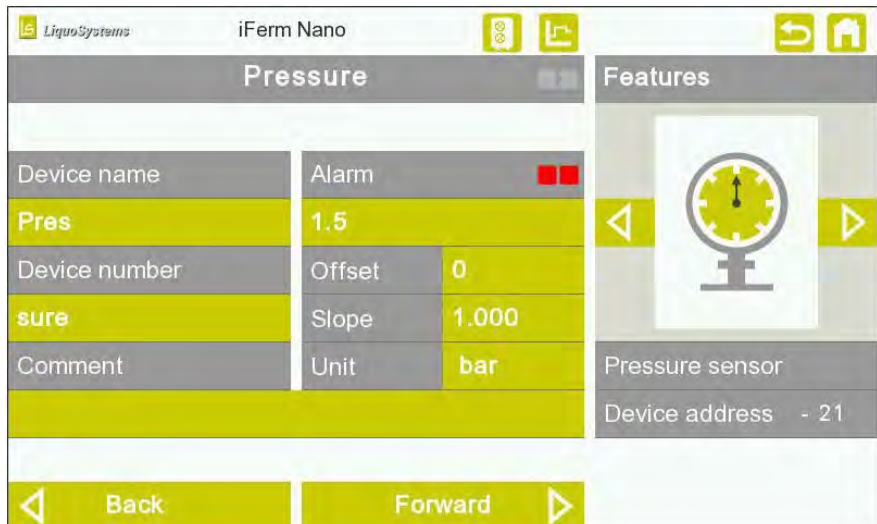 LS LiquoSystems iFerm Nano
Pressure
Features
Device name
Alarm
Pres
1.5
Device number
Offset 0
sure
Slope 1.000
Comment
Unit bar
Pressure sensor
Device address - 21
Back
Forward